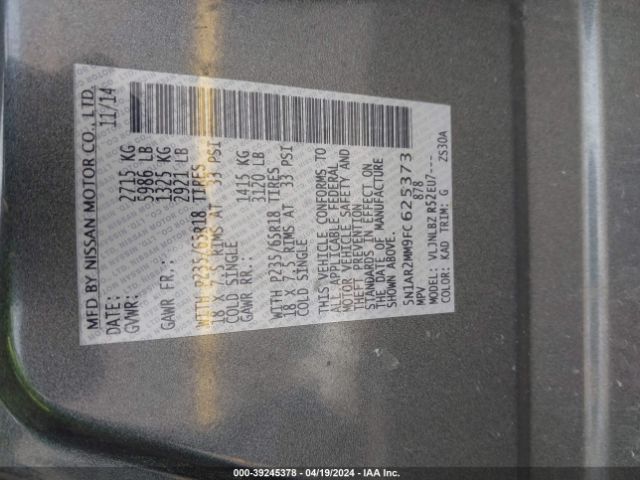 MFD BY NISSAN MOTOR CO., LTD.
DATE: 11/14
GVWR: 2715 KG
5986 LB
GAWR FR.: 1325 KG
2921 LB
WITH P235/65R18 TIRES
18 X 7.5 RIMS AT 33 PSI
COLD SINGLE
GAWR RR.: 1415 KG
3120 LB
WITH P235/65R18 TIRES
18 X 7.5 RIMS AT 33 PSI
COLD SINGLE
THIS VEHICLE CONFORMS TO
ALL APPLICABLE FEDERAL
MOTOR VEHICLE SAFETY AND
THEFT PREVENTION
STANDARDS IN EFFECT ON
THE DATE OF MANUFACTURE
SHOWN ABOVE.
5N1AR2MM9FC625373
MPV 878
MODEL: VLJNLBZ R52EU7---
COLOR: KAD TRIM: G ZS30A
000-39245378 - 04/19/2024 - IAA Inc.